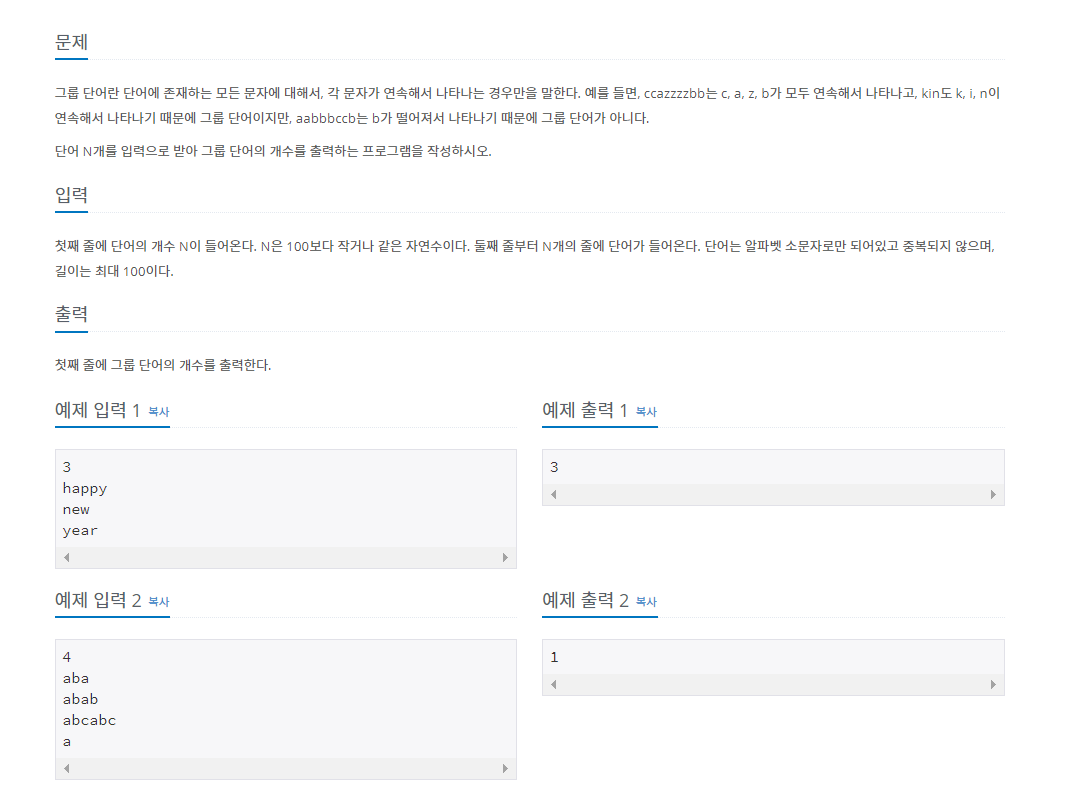 문제
그룹 단어란 단어에 존재하는 모든 문자에 대해서, 각 문자가 연속해서 나타나는 경우만을 말한다. 예를 들면, ccazzzzbb는 c, a, z, b가 모두 연속해서 나타나고, kin도 k, i, n이
연속해서 나타나기 때문에 그룹 단어이지만, aabbbccb는 b가 떨어져서 나타나기 때문에 그룹 단어가 아니다.
단어 N개를 입력으로 받아 그룹 단어의 개수를 출력하는 프로그램을 작성하시오.
입력
첫째 줄에 단어의 개수 N이 들어온다. N은 100보다 작거나 같은 자연수이다. 둘째 줄부터 N개의 줄에 단어가 들어온다. 단어는 알파벳 소문자로만 되어있고 중복되지 않으며,
길이는 최대 100이다.
출력
첫째 줄에 그룹 단어의 개수를 출력한다.
예제 입력 1 복사
3
happy
new
year
예제 출력 1 복사
3
예제 입력 2 복사
4
aba
abab
abcabc
a
예제 출력 2 복사
1